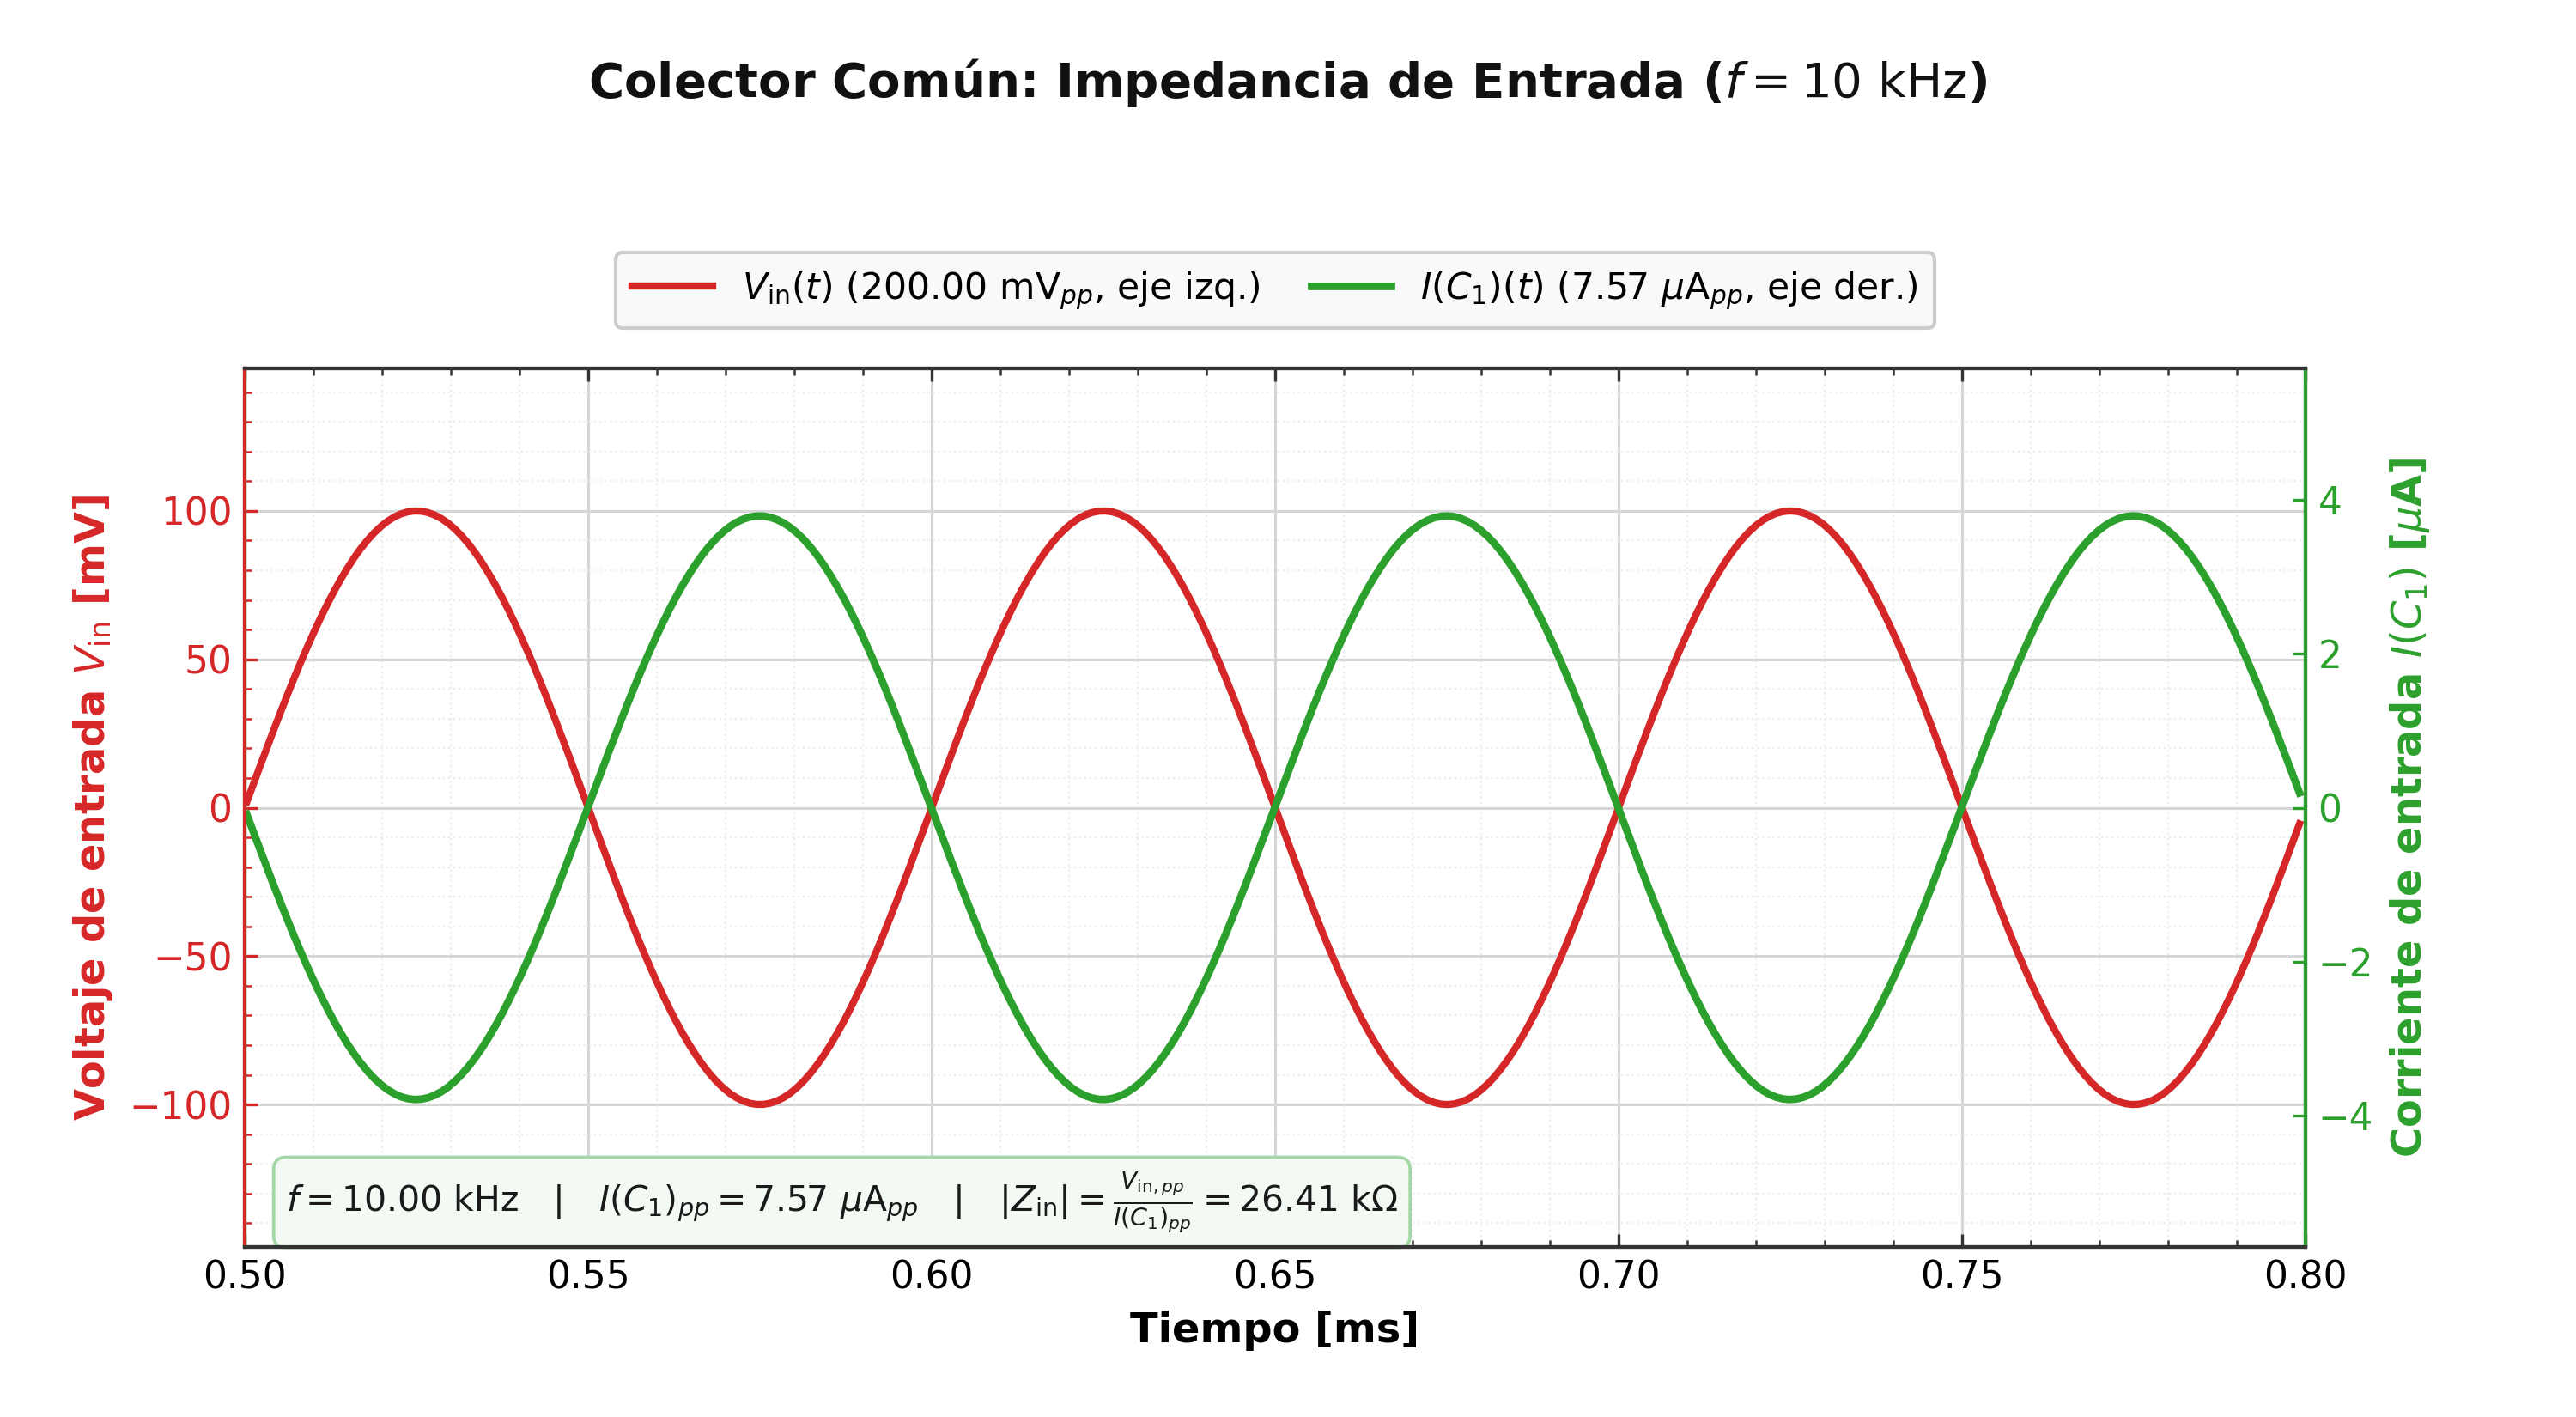 Colector Común: Impedancia de Entrada (f = 10 kHz)
V_in(t) (200.00 mV_pp, eje izq.) I(C_1)(t) (7.57 μA_pp, eje der.)
Voltaje de entrada V_in [mV]
100
50
0
−50
−100
4
2
0
−2
−4
Corriente de entrada I(C_1) [μA]
f = 10.00 kHz | I(C_1)_pp = 7.57 μA_pp | |Z_in| = V_in,pp / I(C_1)_pp = 26.41 kΩ
0.50 0.55 0.60 0.65 0.70 0.75 0.80
Tiempo [ms]